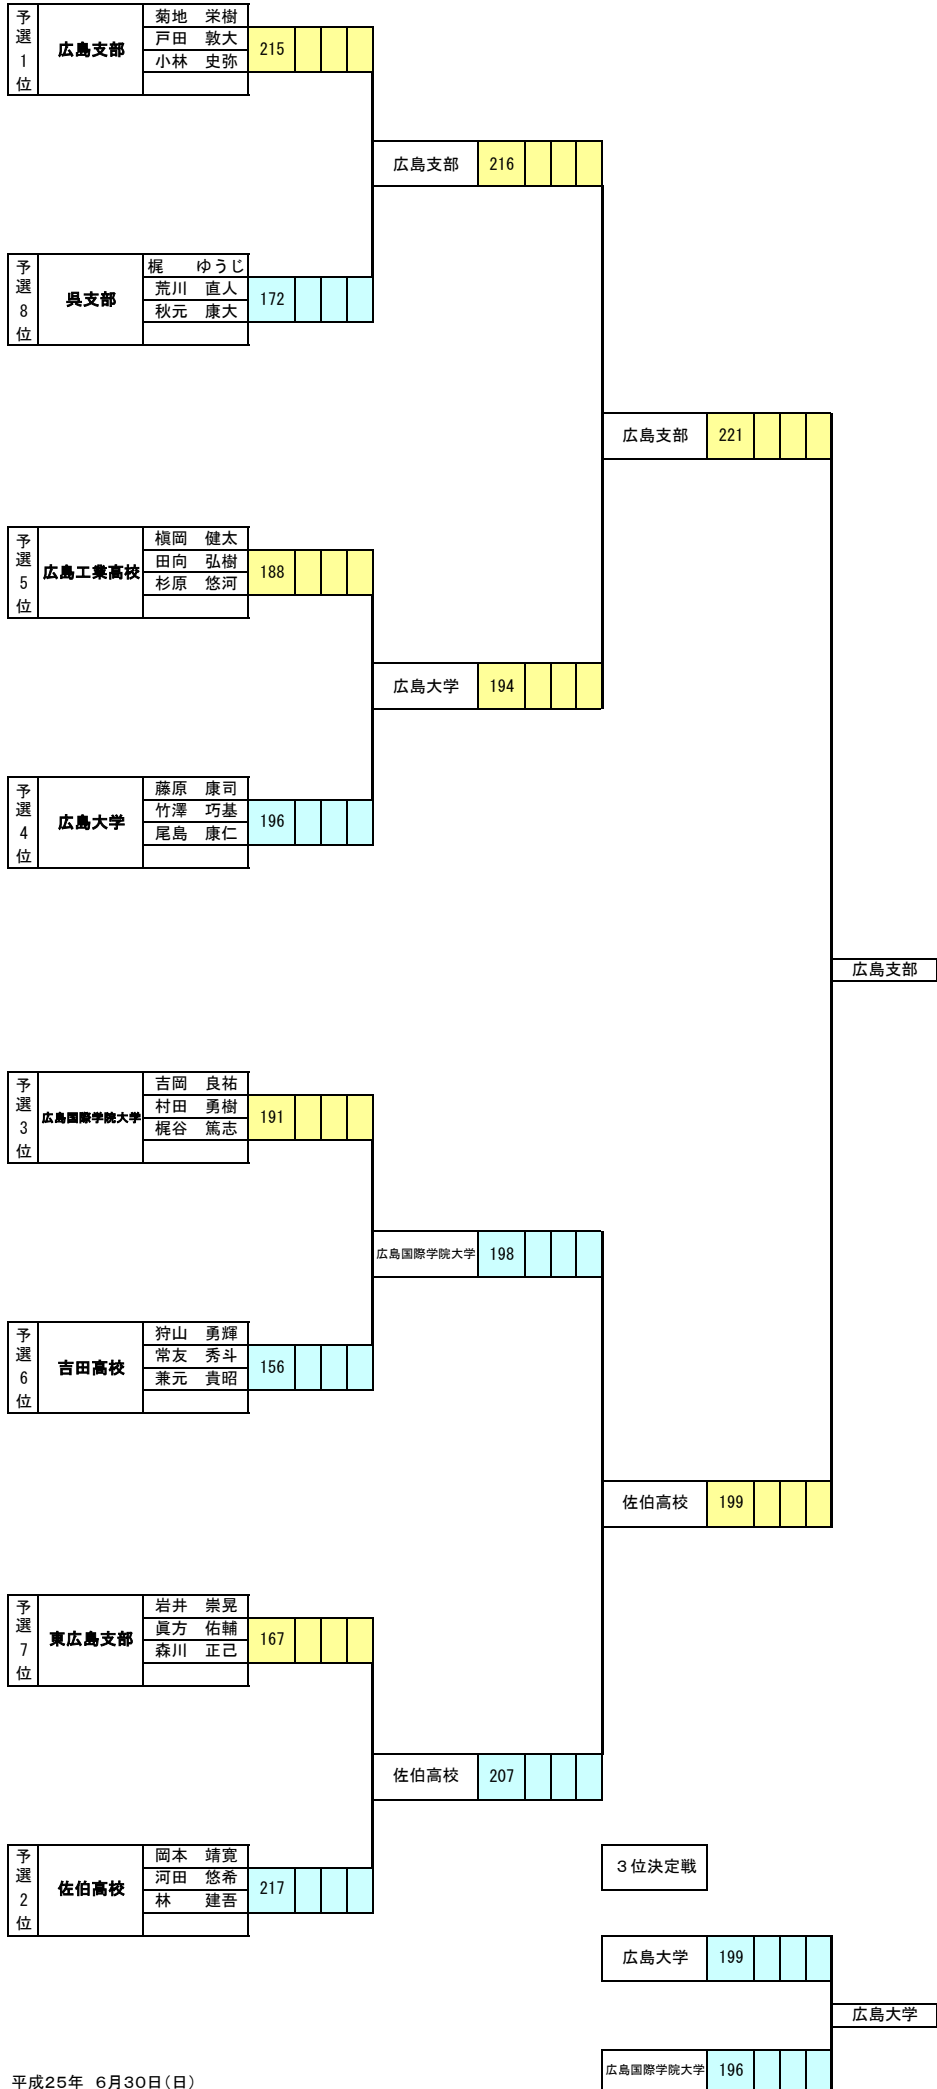 予選1位 広島支部 菊地 栄樹
戸田 敦大 215
小林 史弥
広島支部 216
予選8位 呉支部 梶 ゆうじ
荒川 直人 172
秋元 康大
広島支部 221
予選5位 広島工業高校 槇岡 健太
田向 弘樹 188
杉原 悠河
広島大学 194
予選4位 広島大学 藤原 康司
竹澤 巧基 196
尾島 康仁
広島支部
予選3位 広島国際学院大学 吉岡 良祐
村田 勇樹 191
梶谷 篤志
広島国際学院大学 198
予選6位 吉田高校 狩山 勇輝
常友 秀斗 156
兼元 貴昭
佐伯高校 199
予選7位 東広島支部 岩井 崇晃
眞方 佑輔 167
森川 正己
佐伯高校 207
予選2位 佐伯高校 岡本 靖寛
河田 悠希 217
林 建吾
3位決定戦
広島大学 199
広島大学
広島国際学院大学 196
平成25年 6月30日(日)